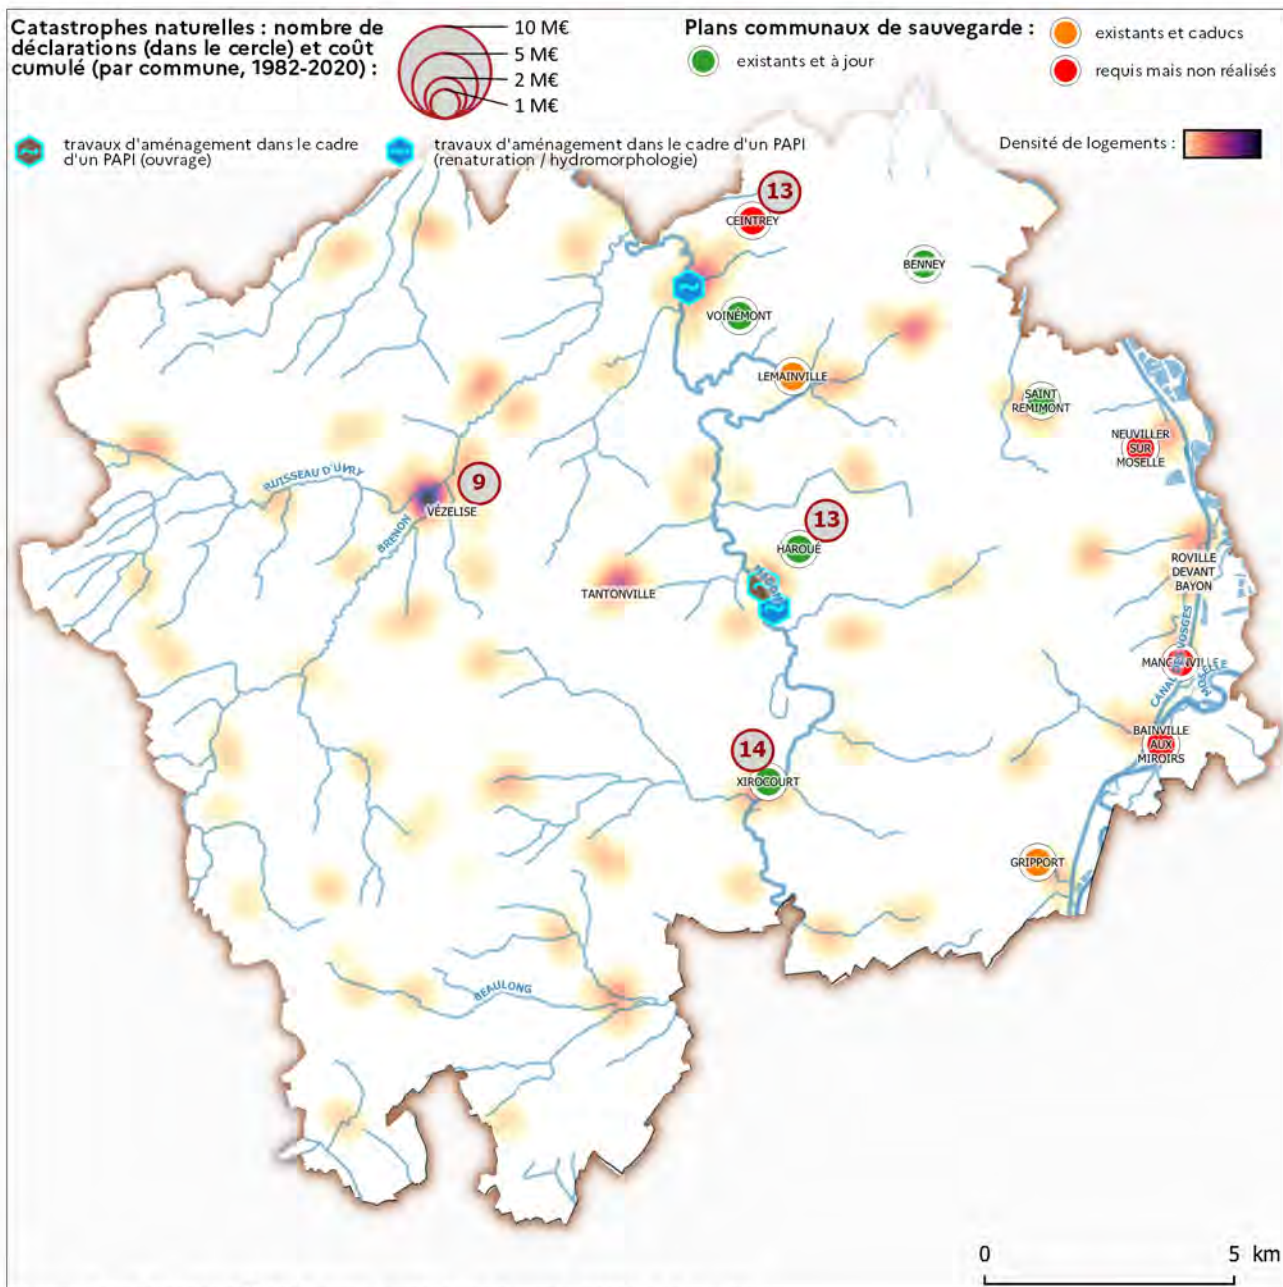 Catastrophes naturelles : nombre de
déclarations (dans le cercle) et coût
cumulé (par commune, 1982-2020) :
10 M€
5 M€
2 M€
1 M€
Plans communaux de sauvegarde :
existants et à jour
existants et caducs
requis mais non réalisés
travaux d'aménagement dans le cadre
d'un PAPI (ouvrage)
travaux d'aménagement dans le cadre d'un PAPI
(renaturation / hydromorphologie)
Densité de logements :
13
CEINTREY
BENNEY
VOINÉMONT
LEMAINVILLE
SAINT
REMIMONT
NEUVILLER
SUR
MOSELLE
RUISSEAU D'UVRY
9
VÉZELISE
BRENON
13
HAROUÉ
TANTONVILLE
ROVILLE
DEVANT
BAYON
CANAL
VOSGES
MOSELLE
BAINVILLE
AUX
MIROIRS
14
XIROCOURT
GRIPPORT
BEAULONG
0
5 km